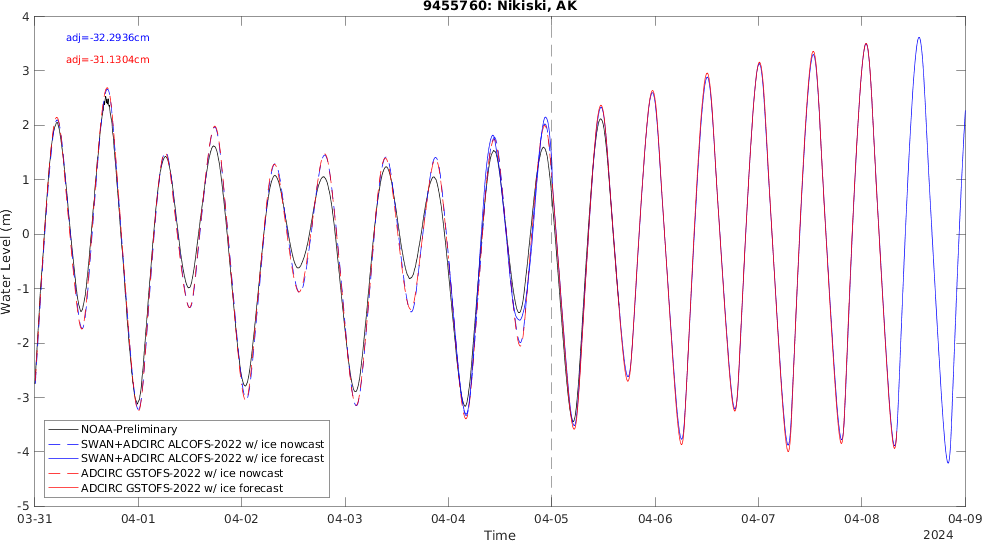 9455760: Nikiski, AK
adj=-32.2936cm
adj=-31.1304cm
Water Level (m)
4
3
2
1
0
-1
-2
-3
-4
-5
NOAA-Preliminary
SWAN+ADCIRC ALCOFS-2022 w/ ice nowcast
SWAN+ADCIRC ALCOFS-2022 w/ ice forecast
ADCIRC GSTOFS-2022 w/ ice nowcast
ADCIRC GSTOFS-2022 w/ ice forecast
03-31 04-01 04-02 04-03 04-04 04-05 04-06 04-07 04-08 04-09
Time
2024